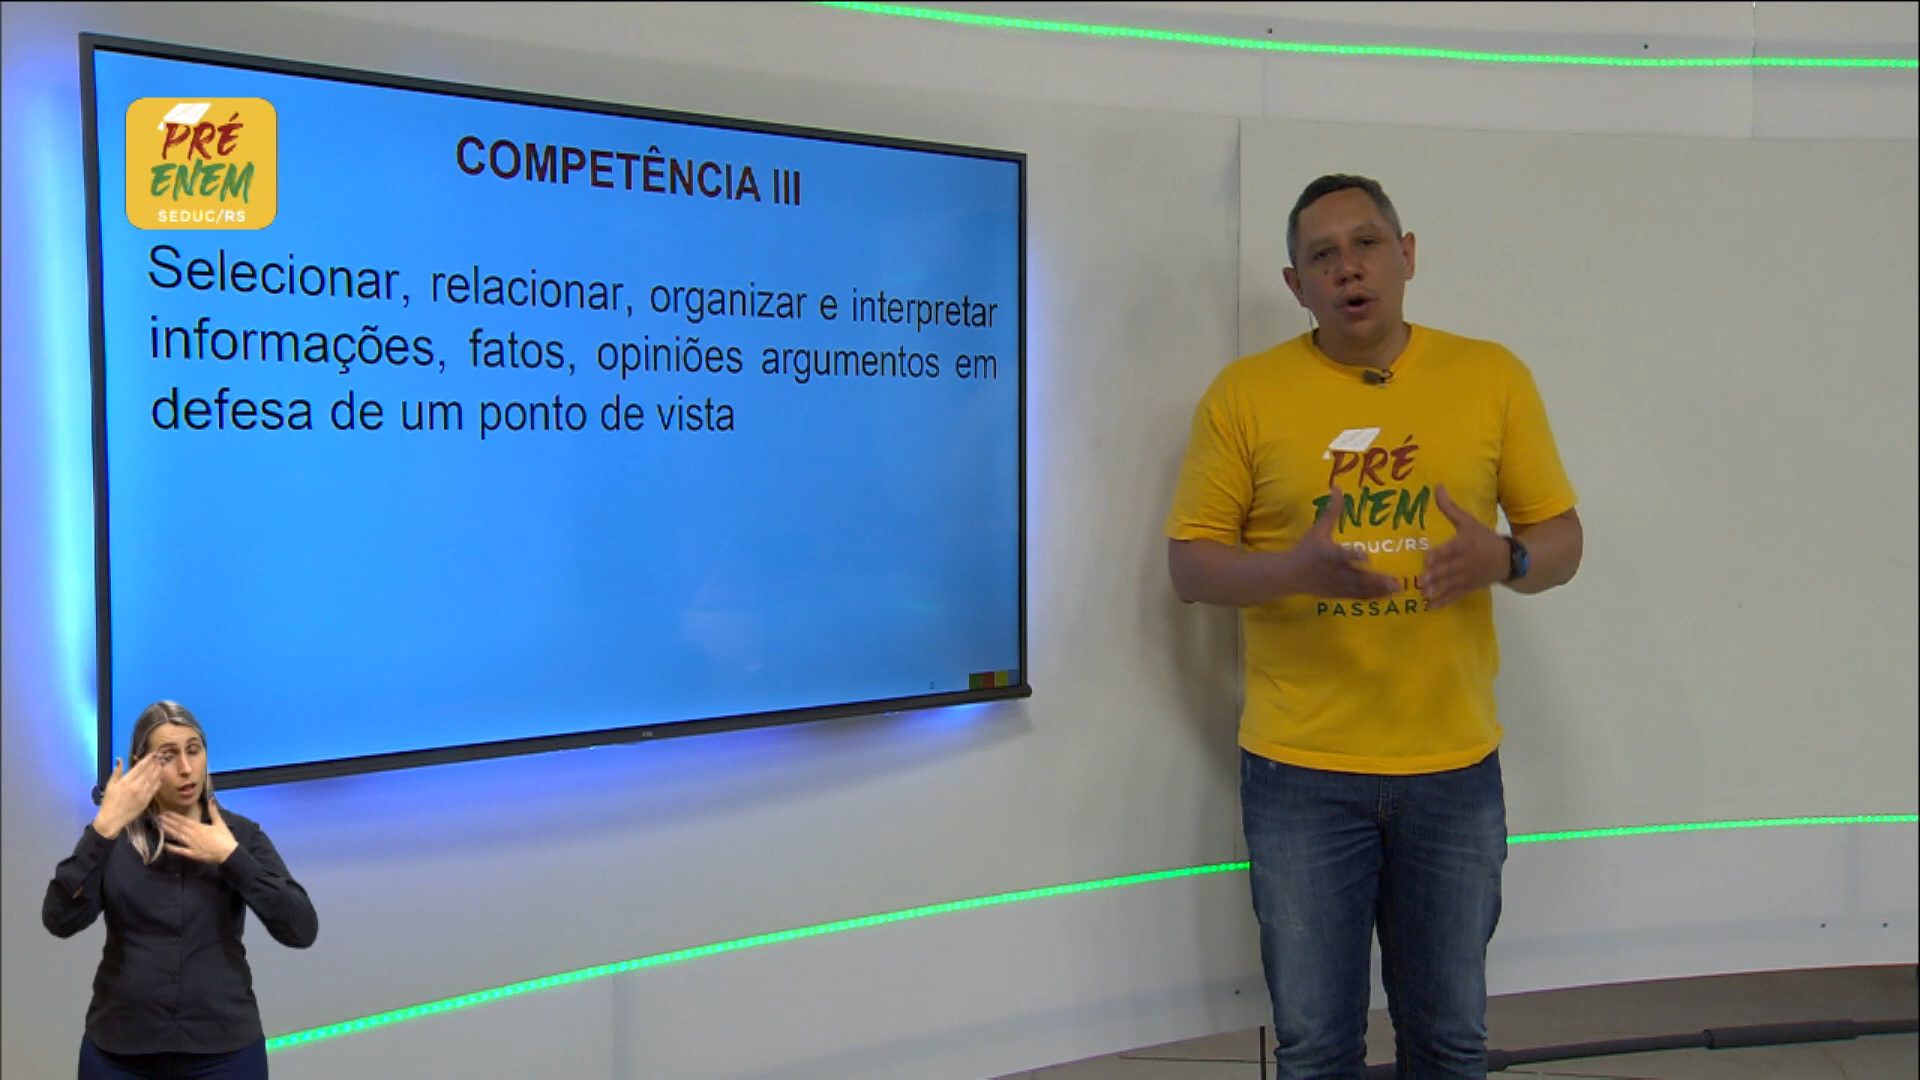 PRÉ
ENEM
SEDUC/RS
COMPETÊNCIA III
Selecionar, relacionar, organizar e interpretar
informações, fatos, opiniões argumentos em
defesa de um ponto de vista
2
PRÉ
ENEM
SEDUC/RS
PASSAR?